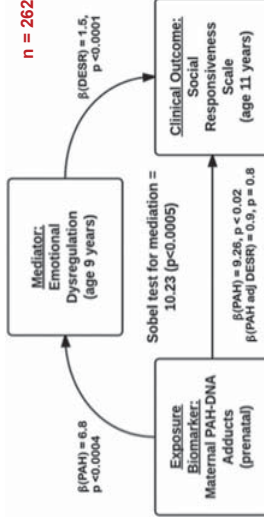 n = 262
Mediator:
Emotional
Dysregulation
(age 9 years)
β(PAH) = 6.8
p <0.0004
β(DESR) = 1.5,
p <0.0001
Sobel test for mediation =
10.23 (p<0.0005)
Exposure
Biomarker:
Maternal PAH-DNA
Adducts
(prenatal)
β(PAH) = 9.26, p < 0.02
β(PAH adj DESR) = 0.9, p = 0.8
Clinical Outcome:
Social
Responsiveness
Scale
(age 11 years)